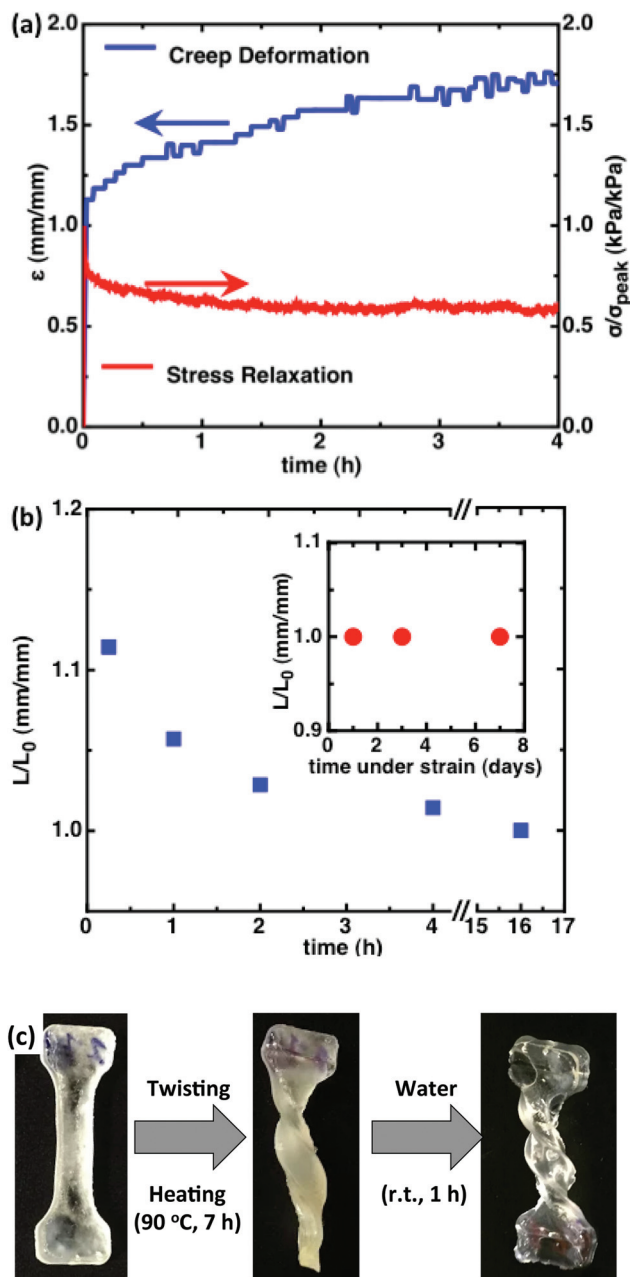 (a)
2.0
2.0
Creep Deformation
1.5
1.5
ε (mm/mm)
1.0
1.0
σ/σpeak (kPa/kPa)
0.5
0.5
Stress Relaxation
0.0
0.0
0 1 2 3 4
time (h)
(b)
1.2
1.1
1.0
L/L0 (mm/mm)
1.1
1.0
0.9
L/L0 (mm/mm)
0 2 4 6 8
time under strain (days)
0 1 2 3 4 15 16 17
time (h)
(c)
Twisting
Heating
(90 °C, 7 h)
Water
(r.t., 1 h)